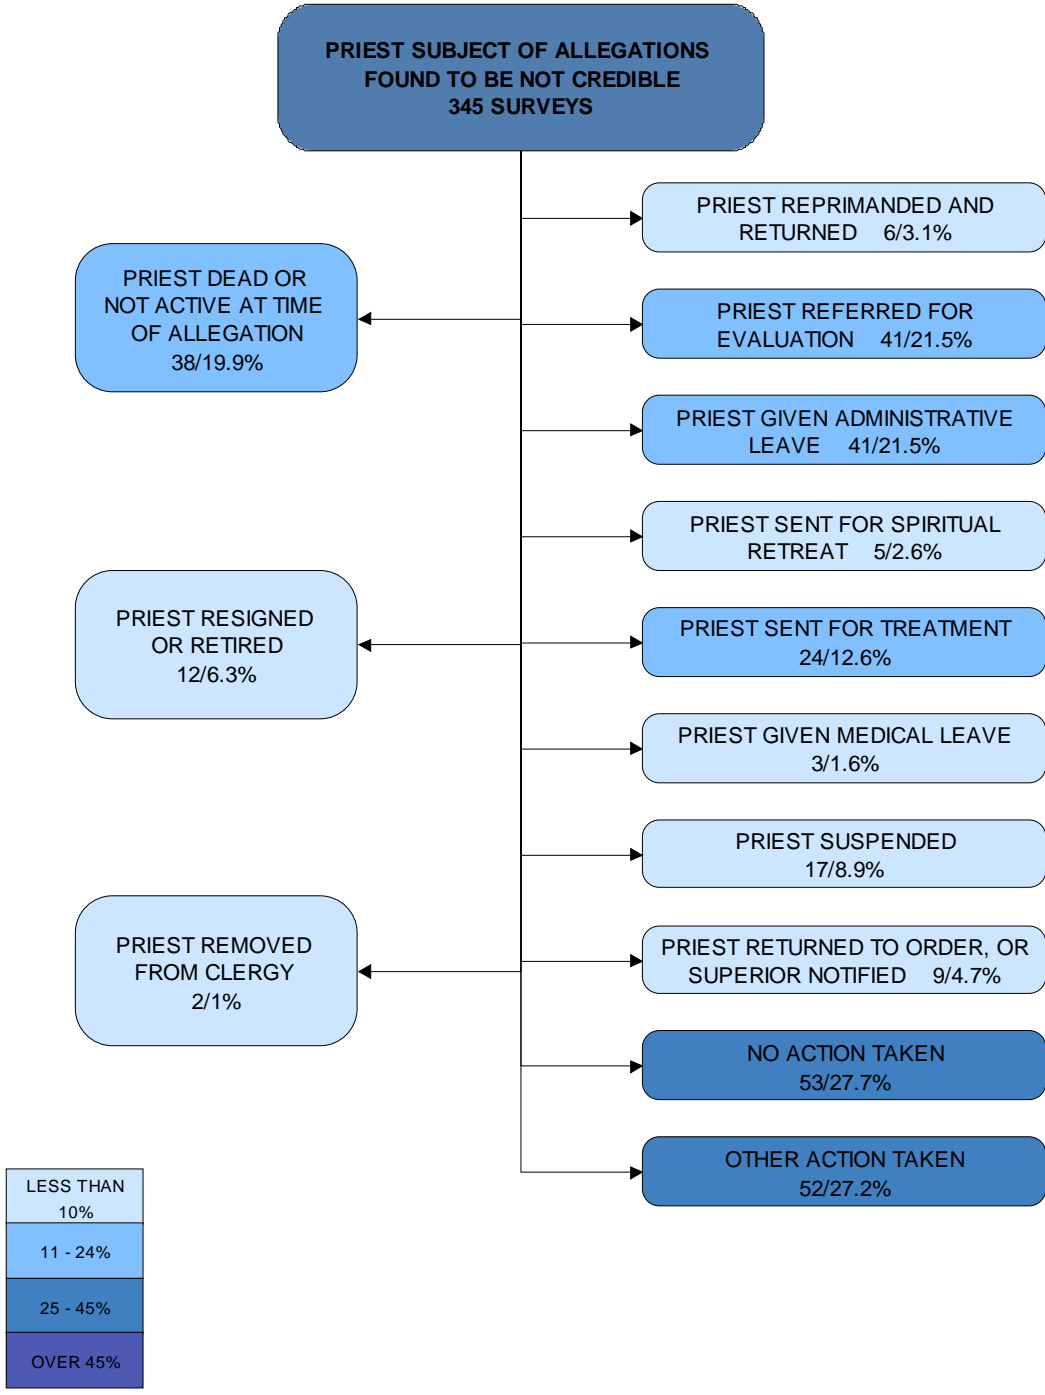 PRIEST SUBJECT OF ALLEGATIONS
FOUND TO BE NOT CREDIBLE
345 SURVEYS
PRIEST DEAD OR
NOT ACTIVE AT TIME
OF ALLEGATION
38/19.9%
PRIEST RESIGNED
OR RETIRED
12/6.3%
PRIEST REMOVED
FROM CLERGY
2/1%
PRIEST REPRIMANDED AND
RETURNED 6/3.1%
PRIEST REFERRED FOR
EVALUATION 41/21.5%
PRIEST GIVEN ADMINISTRATIVE
LEAVE 41/21.5%
PRIEST SENT FOR SPIRITUAL
RETREAT 5/2.6%
PRIEST SENT FOR TREATMENT
24/12.6%
PRIEST GIVEN MEDICAL LEAVE
3/1.6%
PRIEST SUSPENDED
17/8.9%
PRIEST RETURNED TO ORDER, OR
SUPERIOR NOTIFIED 9/4.7%
NO ACTION TAKEN
53/27.7%
OTHER ACTION TAKEN
52/27.2%
LESS THAN
10%
11 - 24%
25 - 45%
OVER 45%